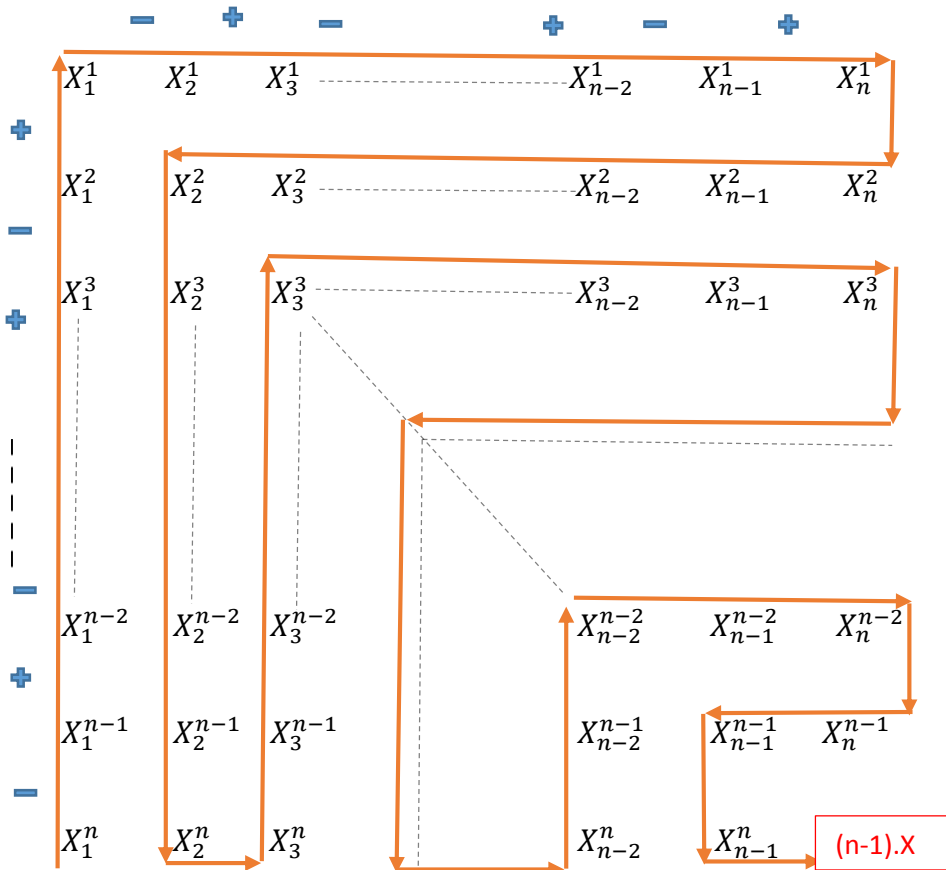 − + − + − +
X_1^1 X_2^1 X_3^1 X_{n-2}^1 X_{n-1}^1 X_n^1
+
X_1^2 X_2^2 X_3^2 X_{n-2}^2 X_{n-1}^2 X_n^2
−
X_1^3 X_2^3 X_3^3 X_{n-2}^3 X_{n-1}^3 X_n^3
+
−
X_1^{n-2} X_2^{n-2} X_3^{n-2} X_{n-2}^{n-2} X_{n-1}^{n-2} X_n^{n-2}
+
X_1^{n-1} X_2^{n-1} X_3^{n-1} X_{n-2}^{n-1} X_{n-1}^{n-1} X_n^{n-1}
−
X_1^n X_2^n X_3^n X_{n-2}^n X_{n-1}^n (n-1).X